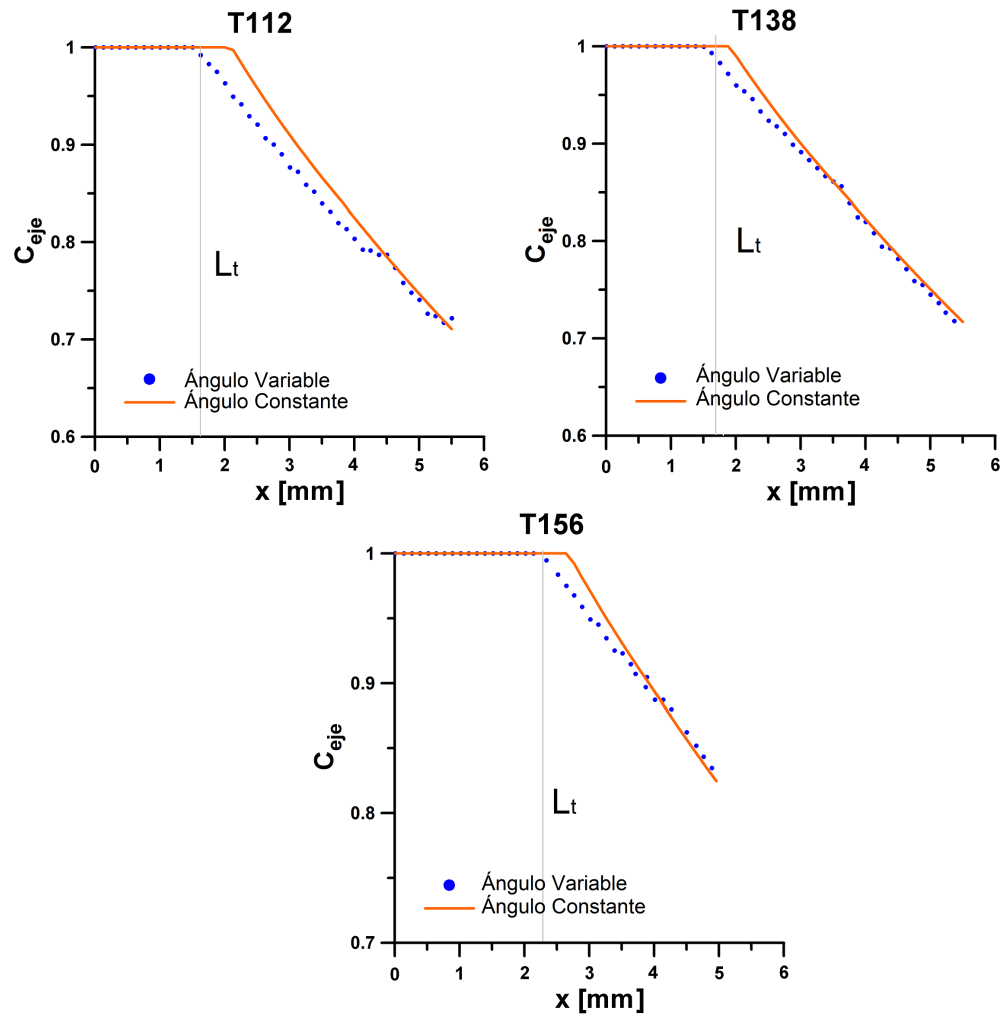 T112
1
0.9
0.8
0.7
0.6
C eje
Lt
Ángulo Variable
Ángulo Constante
0 1 2 3 4 5 6
x [mm]
T138
1
0.9
0.8
0.7
0.6
C eje
Lt
Ángulo Variable
Ángulo Constante
0 1 2 3 4 5 6
x [mm]
T156
1
0.9
0.8
0.7
C eje
Lt
Ángulo Variable
Ángulo Constante
0 1 2 3 4 5 6
x [mm]